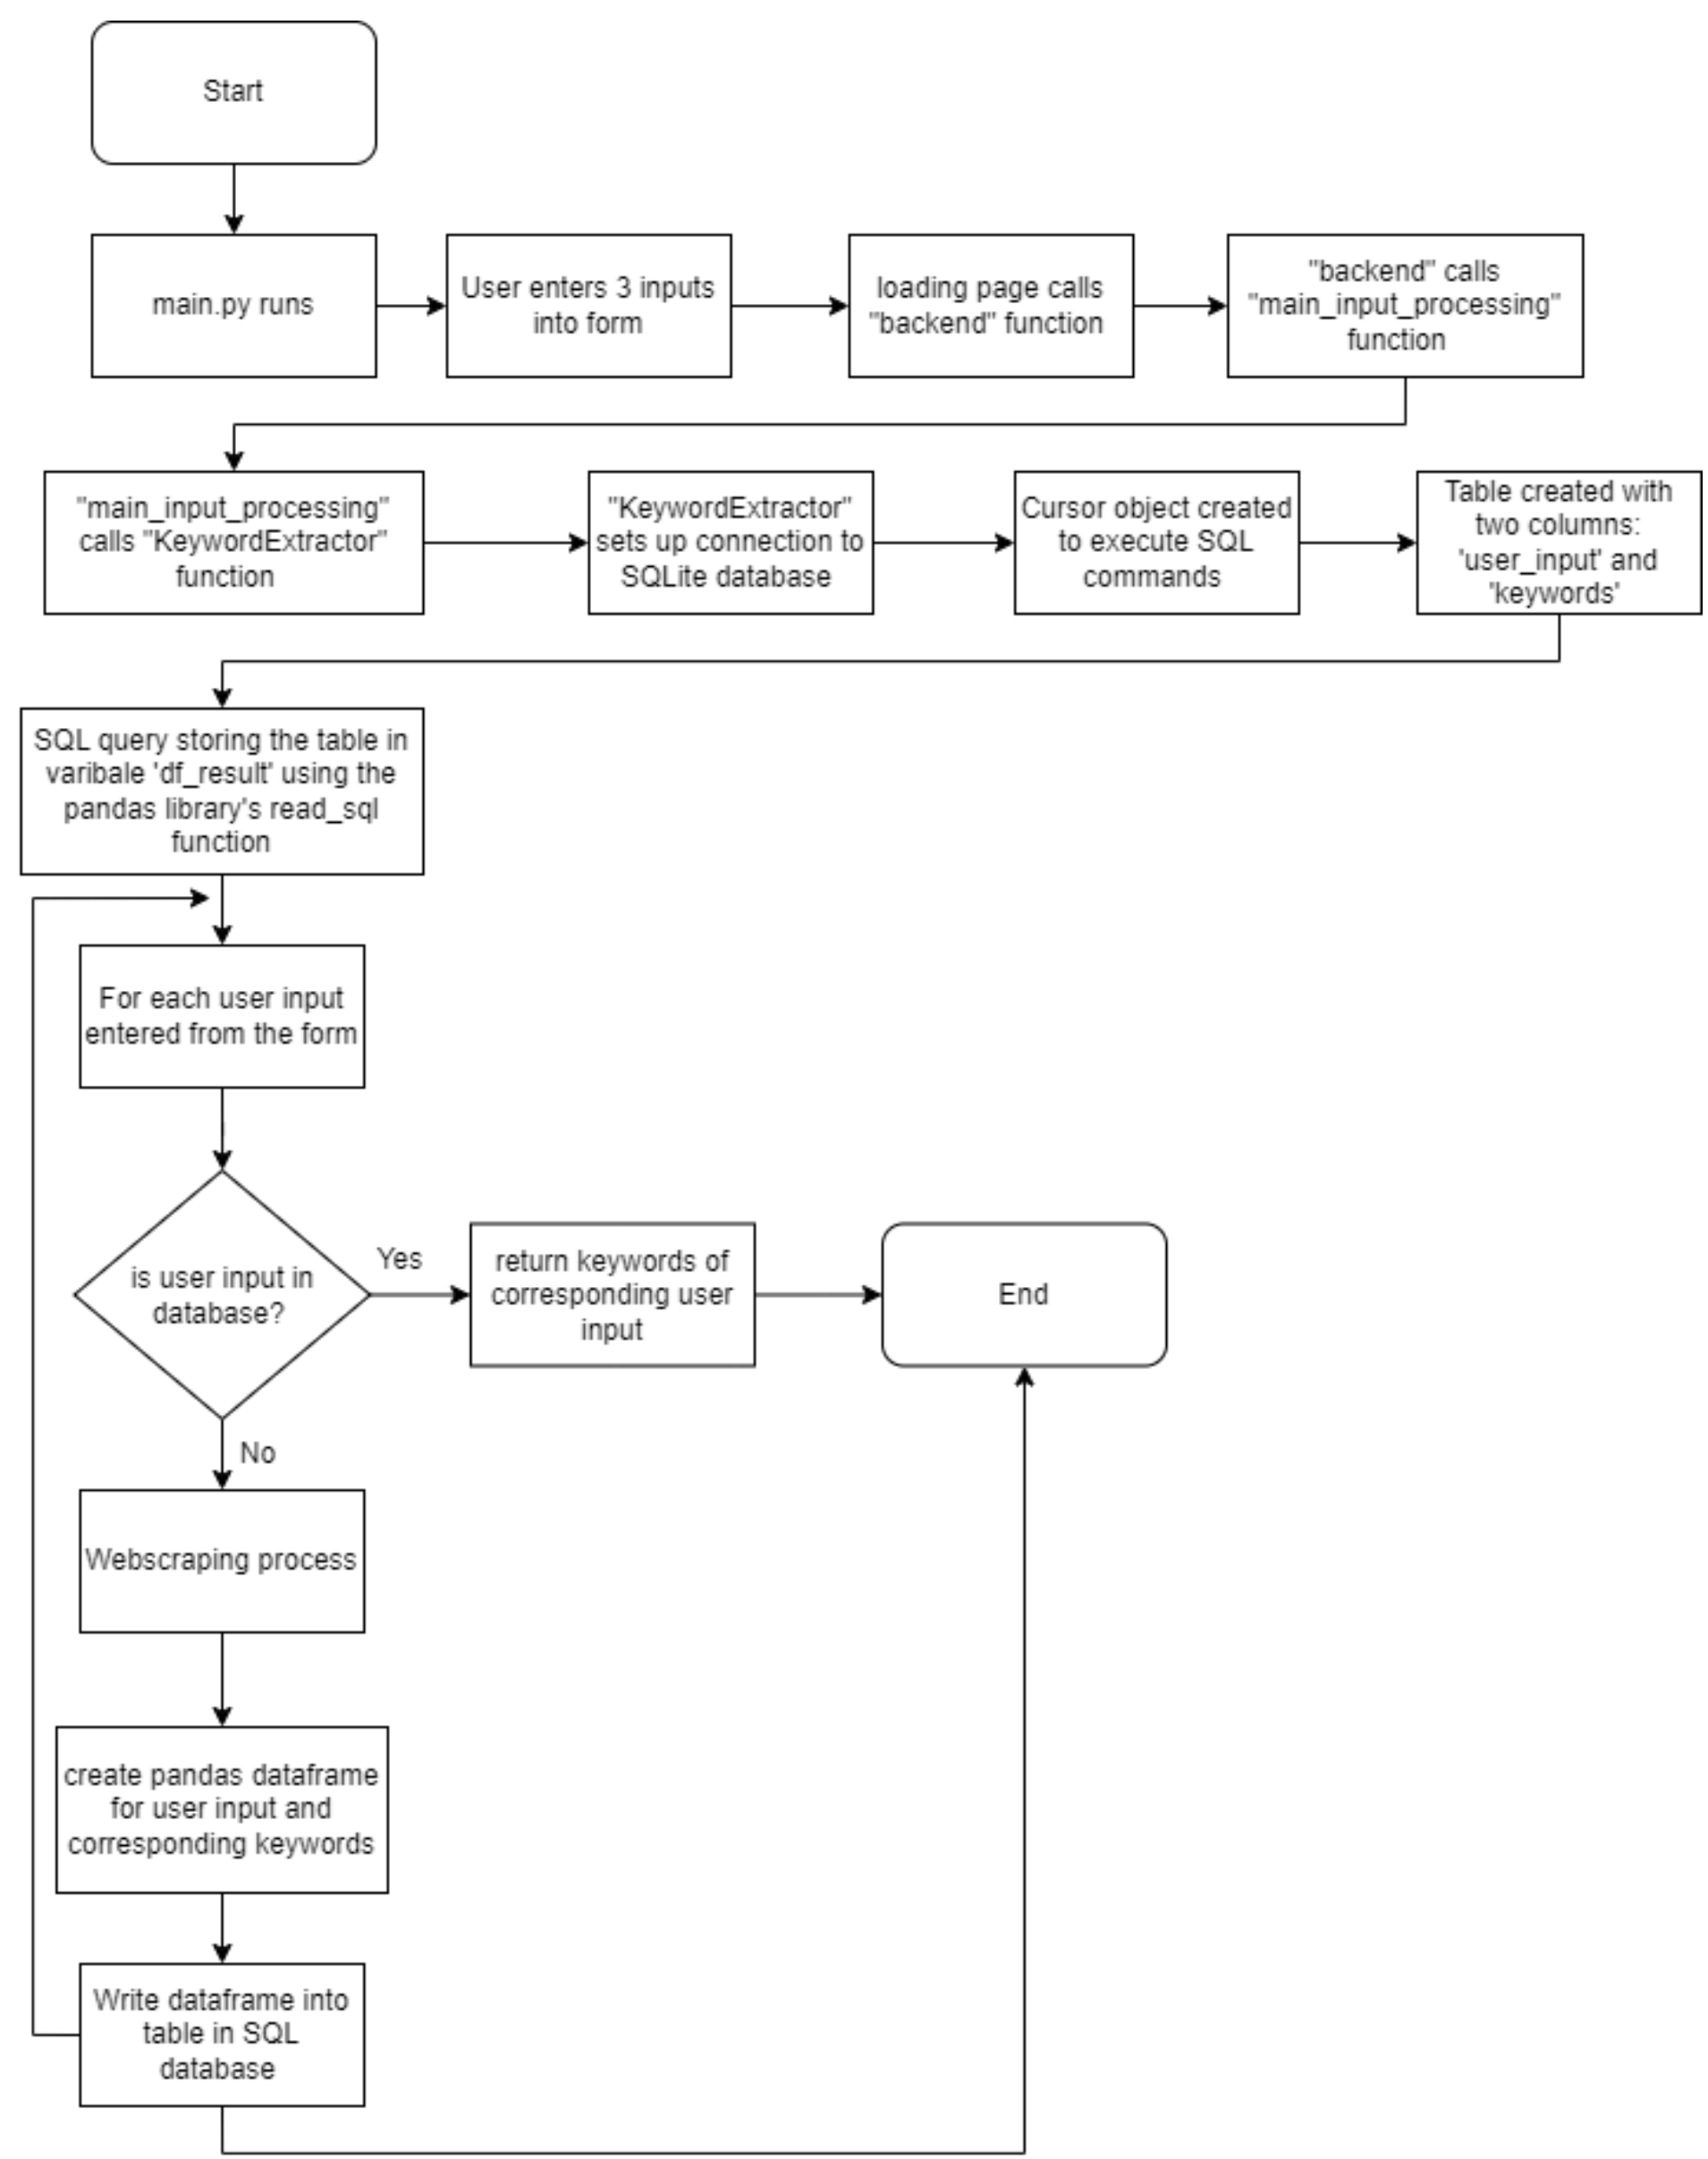 Start
main.py runs
User enters 3 inputs
into form
loading page calls
"backend" function
"backend" calls
"main_input_processing"
function
"main_input_processing"
calls "KeywordExtractor"
function
"KeywordExtractor"
sets up connection to
SQLite database
Cursor object created
to execute SQL
commands
Table created with
two columns:
'user_input' and
'keywords'
SQL query storing the table in
varibale 'df_result' using the
pandas library's read_sql
function
For each user input
entered from the form
is user input in
database?
Yes
return keywords of
corresponding user
input
End
No
Webscraping process
create pandas dataframe
for user input and
corresponding keywords
Write dataframe into
table in SQL
database